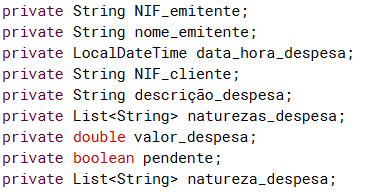 private String NIF_emitente;
private String nome_emitente;
private LocalDateTime data_hora_despesa;
private String NIF_cliente;
private String descrição_despesa;
private List<String> naturezas_despesa;
private double valor_despesa;
private boolean pendente;
private List<String> natureza_despesa;